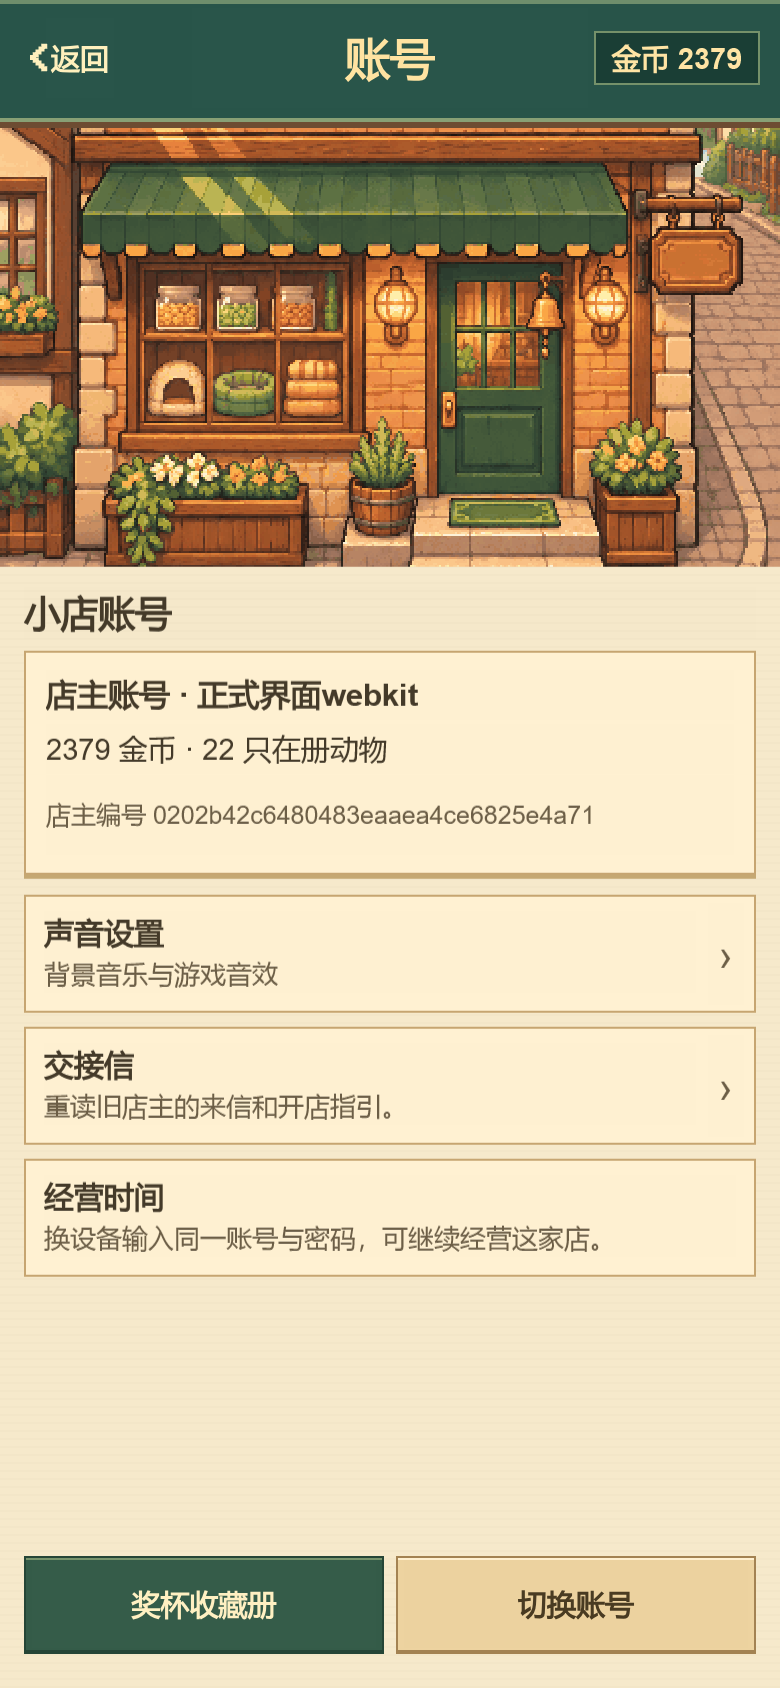 返回
账号
金币 2379
小店账号
店主账号 · 正式界面webkit
2379 金币 · 22 只在册动物
店主编号 0202b42c6480483eaaea4ce6825e4a71
声音设置
背景音乐与游戏音效
交接信
重读旧店主的来信和开店指引。
经营时间
换设备输入同一账号与密码，可继续经营这家店。
奖杯收藏册
切换账号